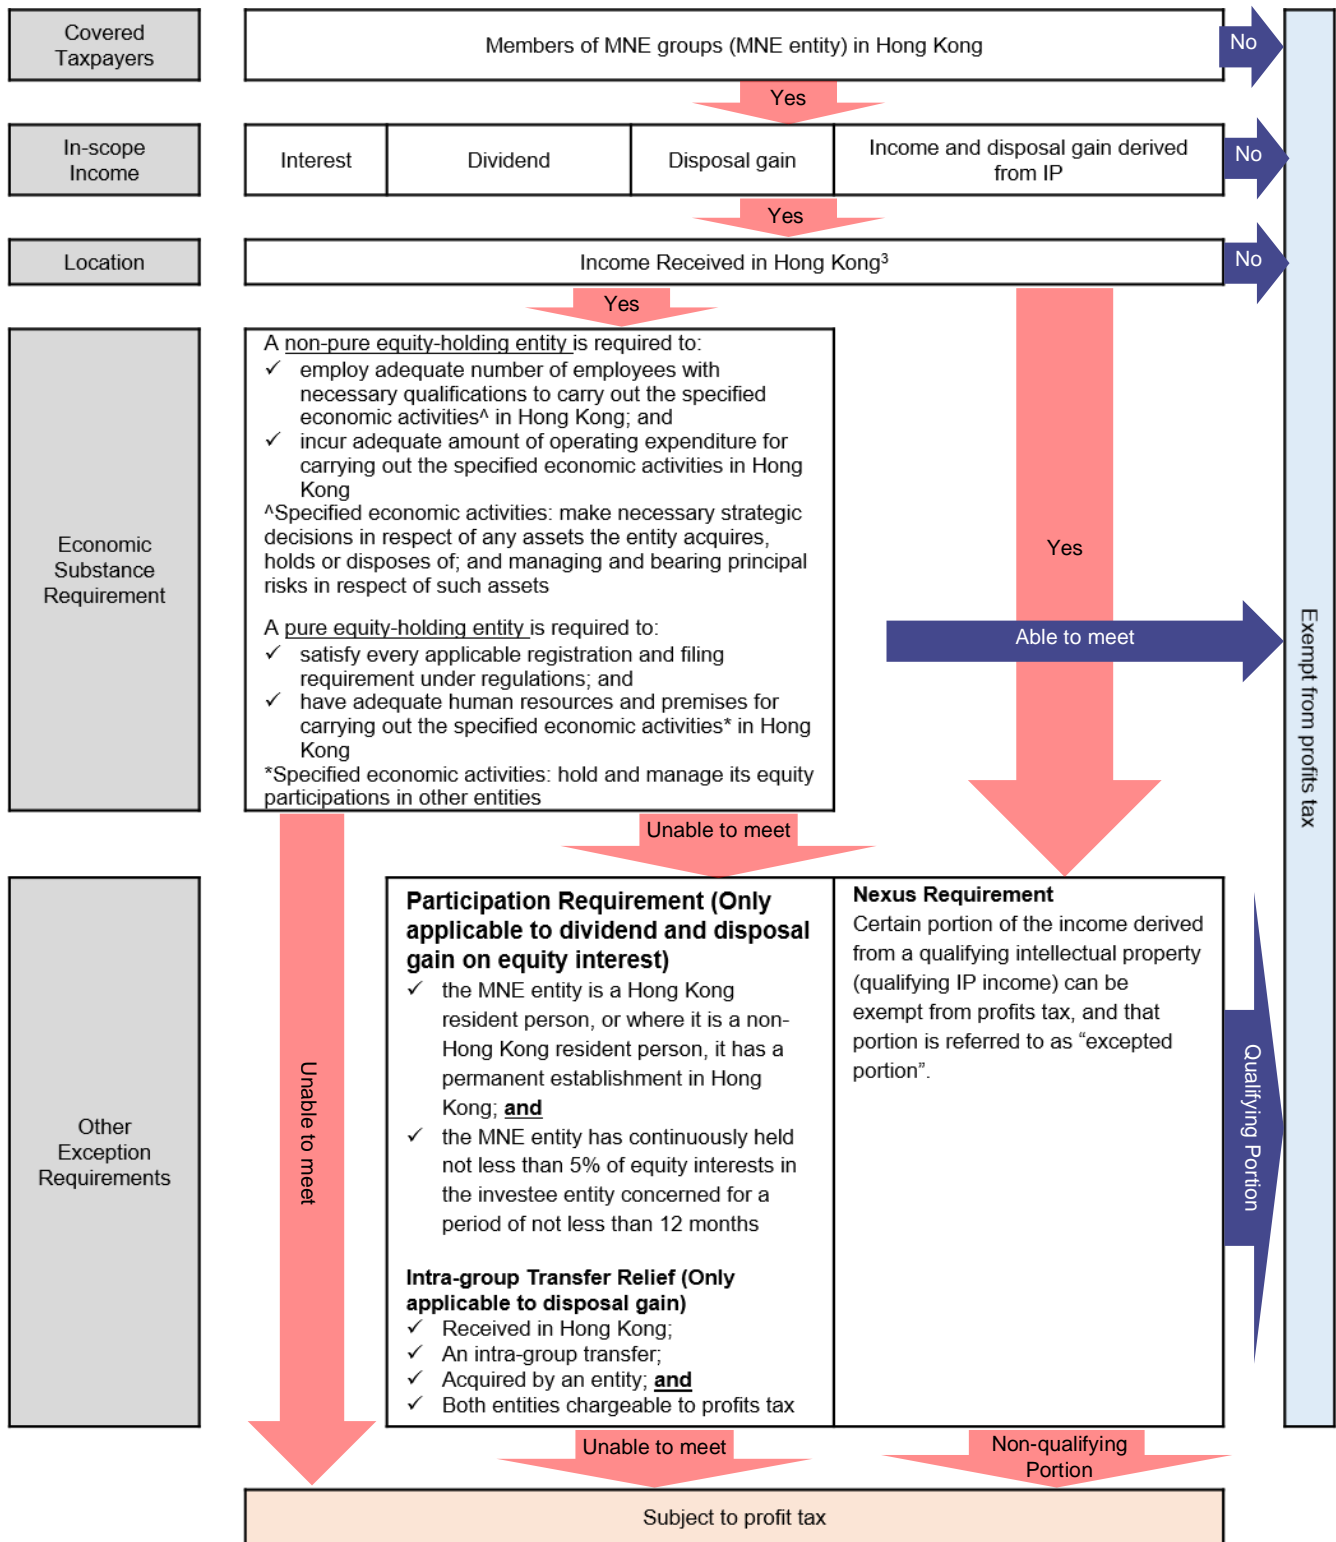 Covered
Taxpayers
Members of MNE groups (MNE entity) in Hong Kong
No
Yes
In-scope
Income
Interest
Dividend
Disposal gain
Income and disposal gain derived
from IP
No
Yes
Location
Income Received in Hong Kong³
No
Yes
Economic
Substance
Requirement
A non-pure equity-holding entity is required to:
✓ employ adequate number of employees with
necessary qualifications to carry out the specified
economic activities^ in Hong Kong; and
✓ incur adequate amount of operating expenditure for
carrying out the specified economic activities in Hong
Kong
^Specified economic activities: make necessary strategic
decisions in respect of any assets the entity acquires,
holds or disposes of; and managing and bearing principal
risks in respect of such assets
A pure equity-holding entity is required to:
✓ satisfy every applicable registration and filing
requirement under regulations; and
✓ have adequate human resources and premises for
carrying out the specified economic activities* in Hong
Kong
*Specified economic activities: hold and manage its equity
participations in other entities
Yes
Able to meet
Exempt from profits tax
Unable to meet
Other
Exception
Requirements
Unable to meet
Participation Requirement (Only
applicable to dividend and disposal
gain on equity interest)
✓ the MNE entity is a Hong Kong
resident person, or where it is a non-
Hong Kong resident person, it has a
permanent establishment in Hong
Kong; and
✓ the MNE entity has continuously held
not less than 5% of equity interests in
the investee entity concerned for a
period of not less than 12 months
Intra-group Transfer Relief (Only
applicable to disposal gain)
✓ Received in Hong Kong;
✓ An intra-group transfer;
✓ Acquired by an entity; and
✓ Both entities chargeable to profits tax
Nexus Requirement
Certain portion of the income derived
from a qualifying intellectual property
(qualifying IP income) can be
exempt from profits tax, and that
portion is referred to as “excepted
portion”.
Qualifying Portion
Unable to meet
Non-qualifying
Portion
Subject to profit tax